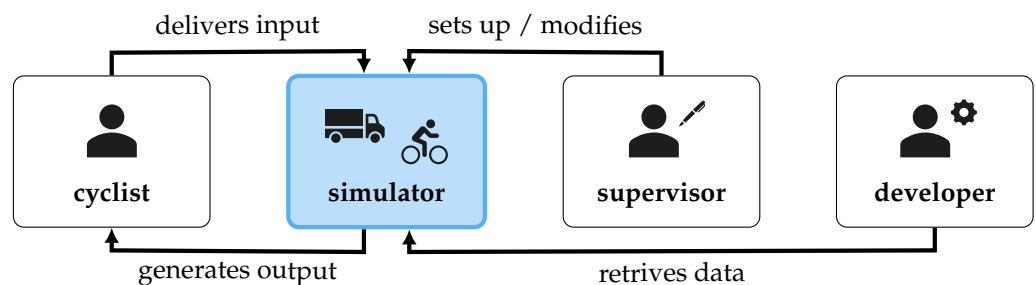 delivers input
sets up / modifies
cyclist
simulator
supervisor
developer
generates output
retrives data